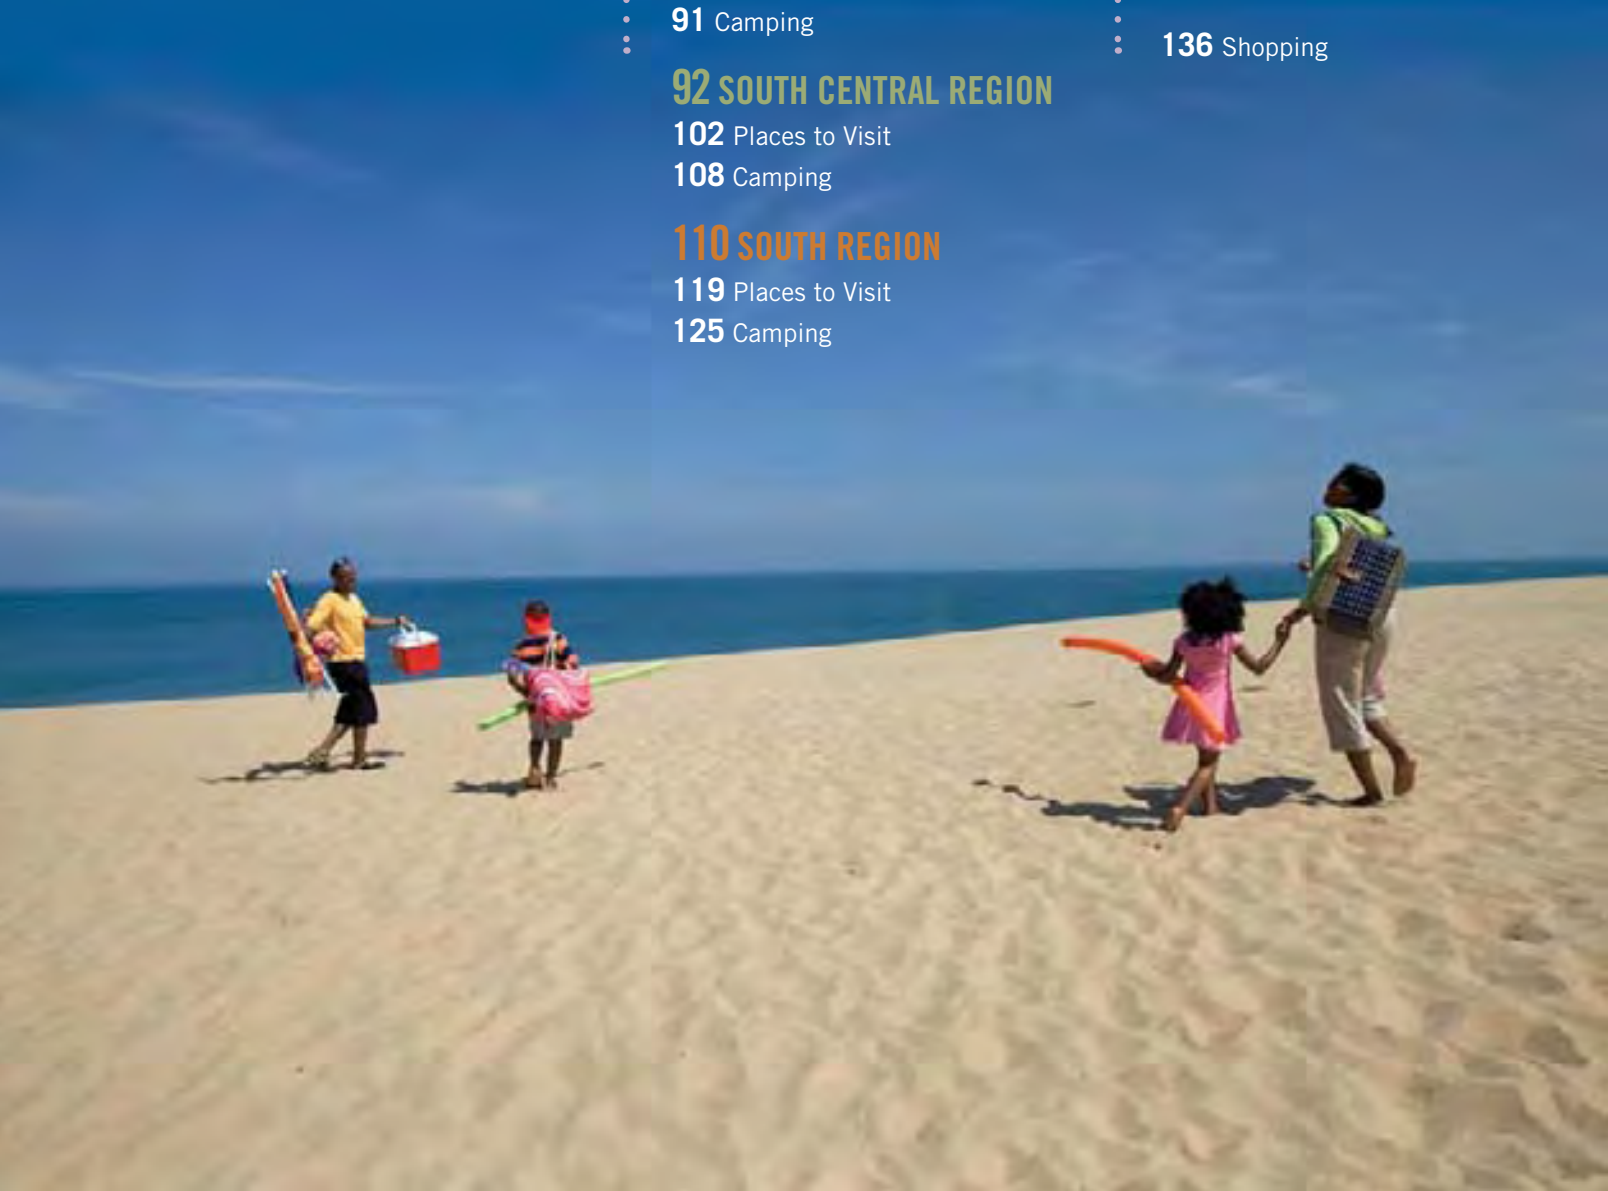 91 Camping
92 SOUTH CENTRAL REGION
102 Places to Visit
108 Camping
110 SOUTH REGION
119 Places to Visit
125 Camping
136 Shopping